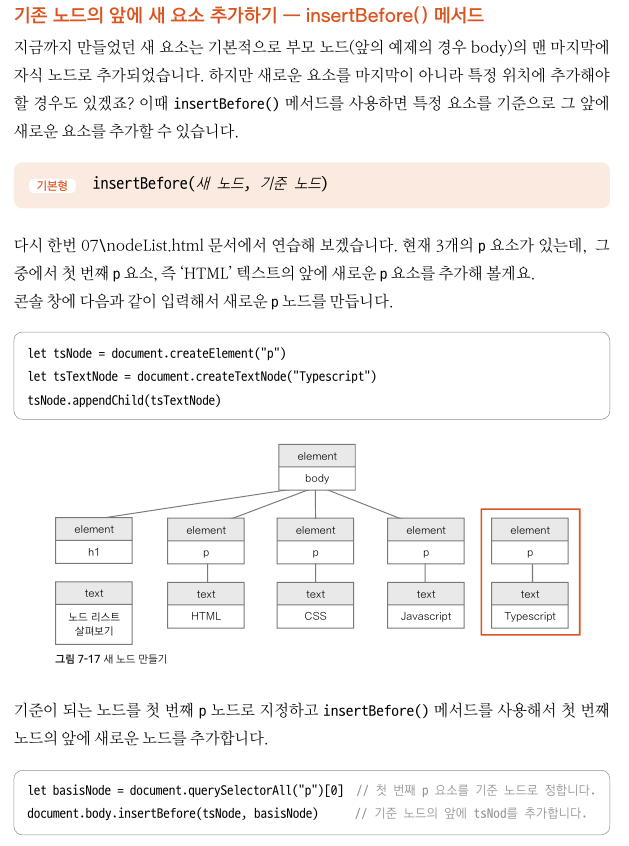 기존 노드의 앞에 새 요소 추가하기 — insertBefore() 메서드
지금까지 만들었던 새 요소는 기본적으로 부모 노드(앞의 예제의 경우 body)의 맨 마지막에
자식 노드로 추가되었습니다. 하지만 새로운 요소를 마지막이 아니라 특정 위치에 추가해야
할 경우도 있겠죠? 이때 insertBefore() 메서드를 사용하면 특정 요소를 기준으로 그 앞에
새로운 요소를 추가할 수 있습니다.
기본형 insertBefore(새 노드, 기준 노드)
다시 한번 07\nodeList.html 문서에서 연습해 보겠습니다. 현재 3개의 p 요소가 있는데, 그
중에서 첫 번째 p 요소, 즉 ‘HTML’ 텍스트의 앞에 새로운 p 요소를 추가해 볼게요.
콘솔 창에 다음과 같이 입력해서 새로운 p 노드를 만듭니다.
let tsNode = document.createElement("p")
let tsTextNode = document.createTextNode("Typescript")
tsNode.appendChild(tsTextNode)
element
body
element element element element element
h1 p p p p
text text text text text
노드 리스트 HTML CSS Javascript Typescript
살펴보기
그림 7-17 새 노드 만들기
기준이 되는 노드를 첫 번째 p 노드로 지정하고 insertBefore() 메서드를 사용해서 첫 번째
노드의 앞에 새로운 노드를 추가합니다.
let basisNode = document.querySelectorAll("p")[0] // 첫 번째 p 요소를 기준 노드로 정합니다.
document.body.insertBefore(tsNode, basisNode) // 기준 노드의 앞에 tsNod를 추가합니다.